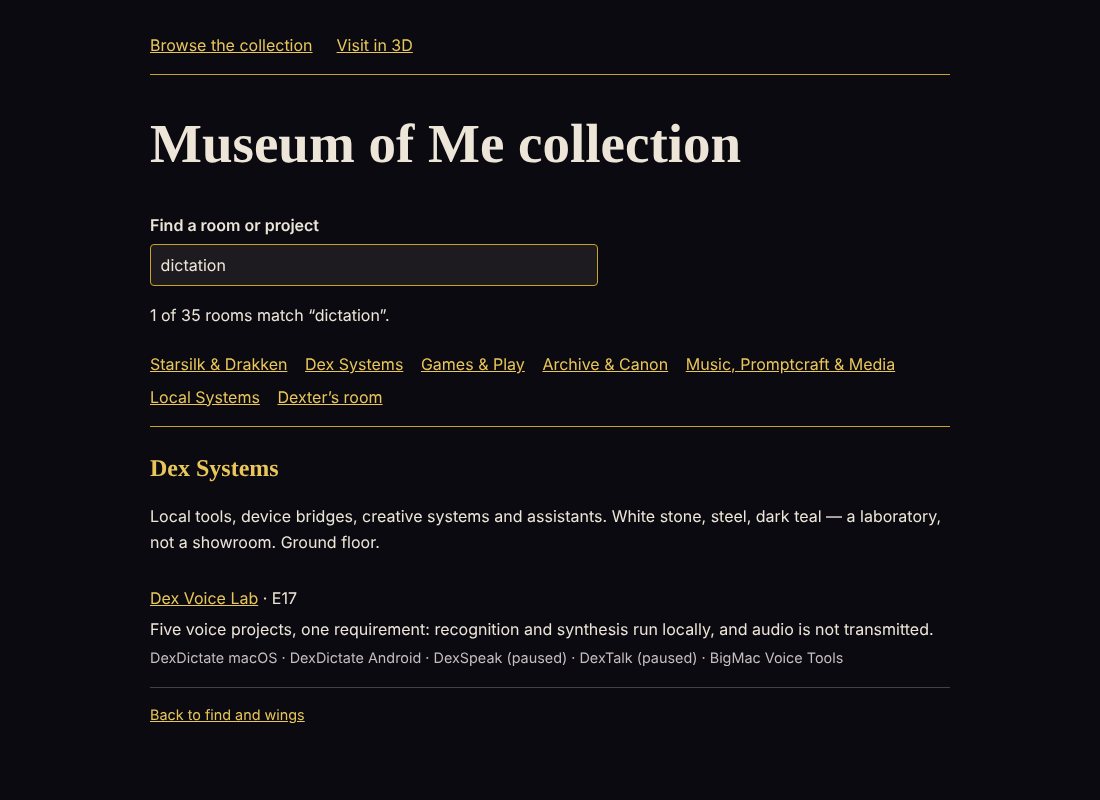 Browse the collection Visit in 3D
Museum of Me collection
Find a room or project
dictation
1 of 35 rooms match “dictation”.
Starsilk & Drakken Dex Systems Games & Play Archive & Canon Music, Promptcraft & Media
Local Systems Dexter’s room
Dex Systems
Local tools, device bridges, creative systems and assistants. White stone, steel, dark teal — a laboratory,
not a showroom. Ground floor.
Dex Voice Lab · E17
Five voice projects, one requirement: recognition and synthesis run locally, and audio is not transmitted.
DexDictate macOS · DexDictate Android · DexSpeak (paused) · DexTalk (paused) · BigMac Voice Tools
Back to find and wings